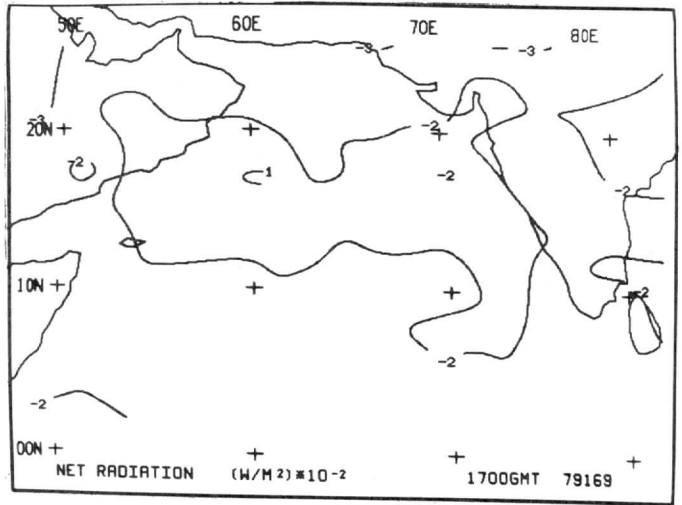 50E 60E 70E 80E
-3 -3
-3
20N -2
-2 1 -2
-2
10N -2
-2
-2
00N
NET RADIATION (W/M²)*10⁻² 1700GMT 79169